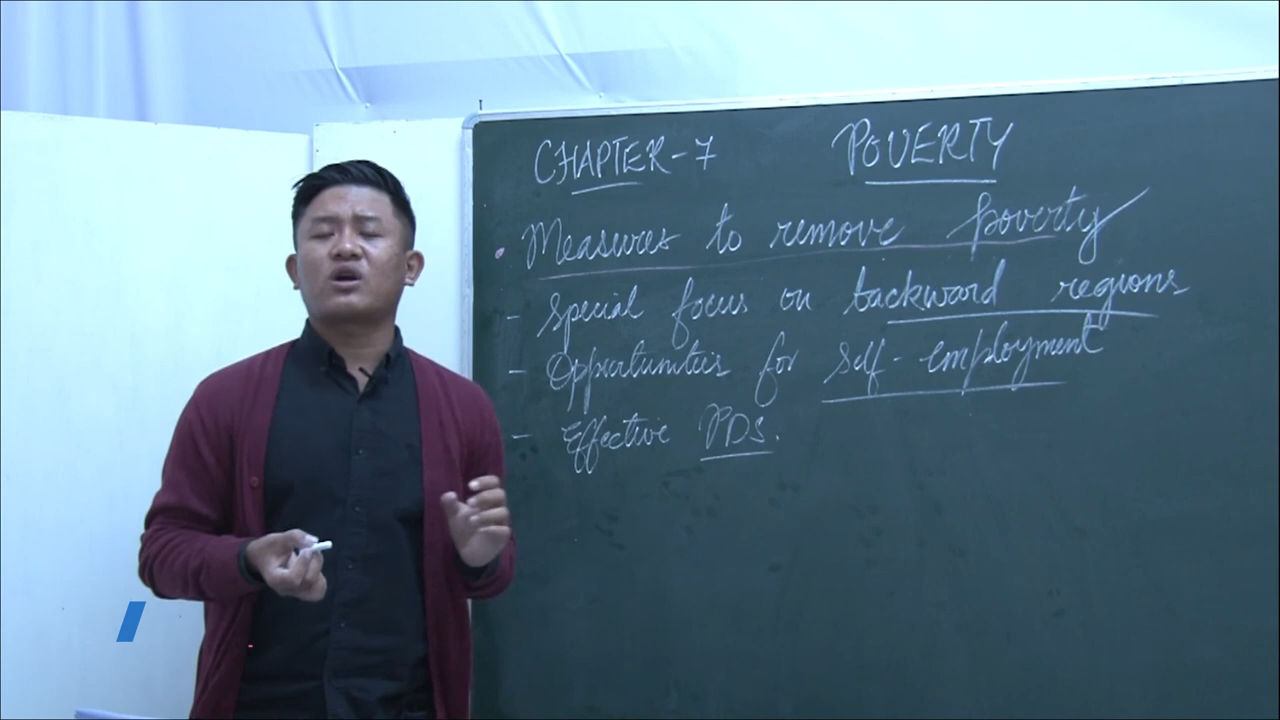 CHAPTER-7 POVERTY
• Measures to remove poverty
- Special focus on backward regions
- Opportunities for self-employment
- Effective PDS.